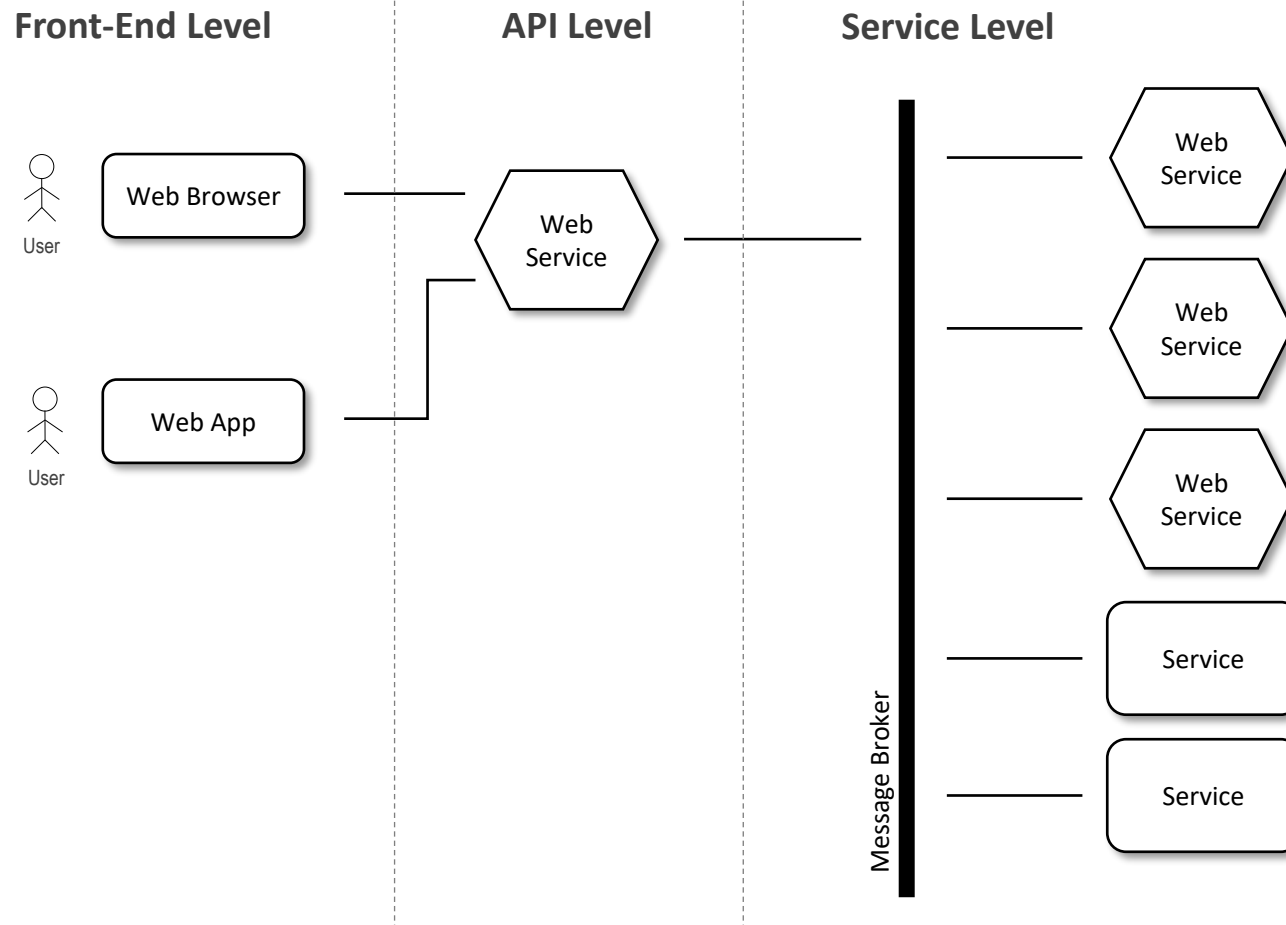 Front-End Level
API Level
Service Level
User
Web Browser
User
Web App
Web
Service
Message Broker
Web
Service
Web
Service
Web
Service
Service
Service